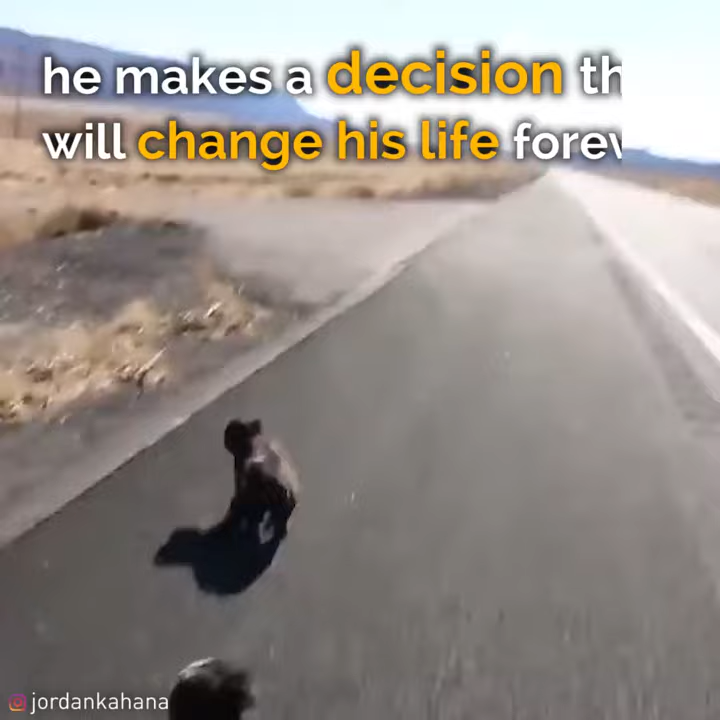 he makes a decision th
will change his life forev
jordankahana